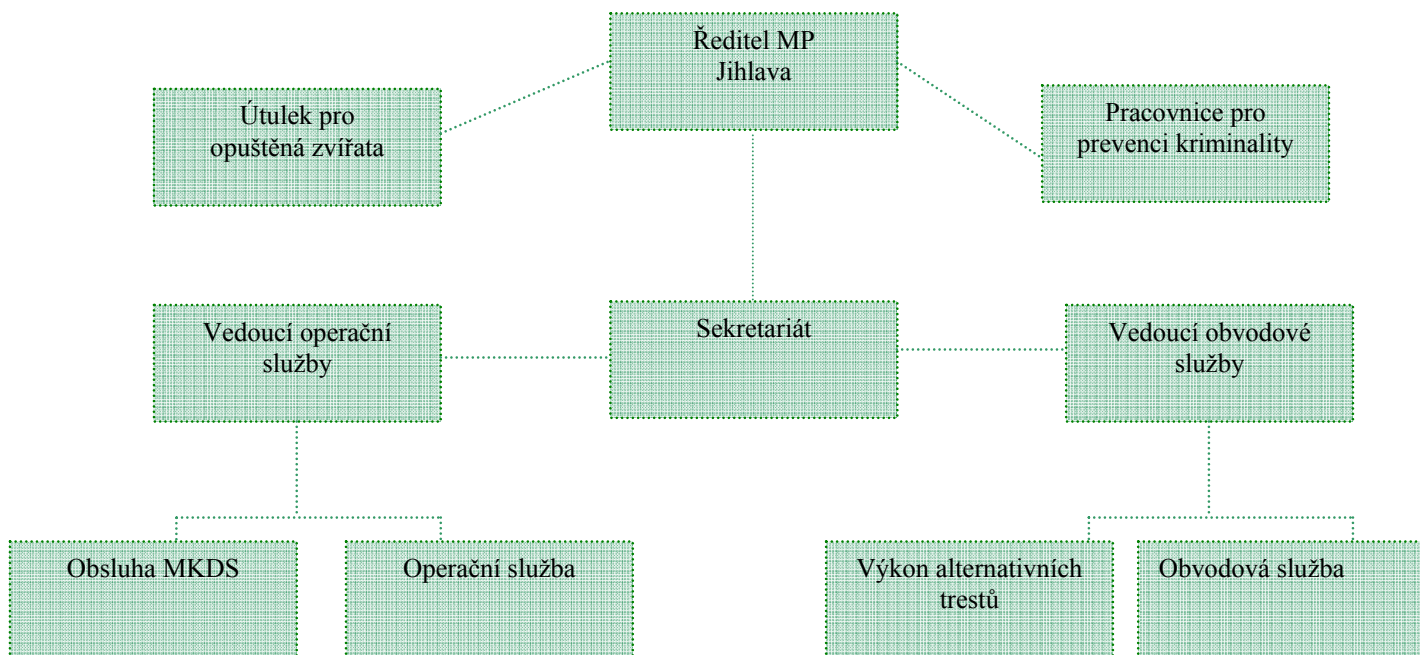 Ředitel MP
Jihlava
Útulek pro
opuštěná zvířata
Pracovnice pro
prevenci kriminality
Vedoucí operační
služby
Sekretariát
Vedoucí obvodové
služby
Obsluha MKDS
Operační služba
Výkon alternativních
trestů
Obvodová služba